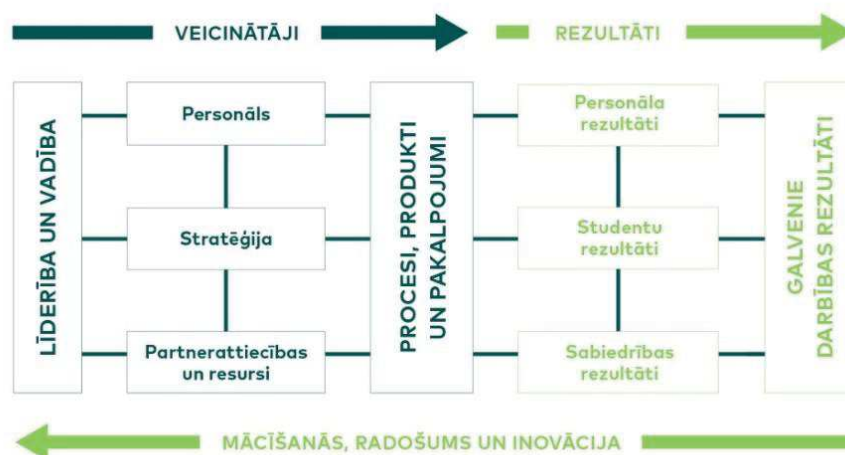 VEICINĀTĀJI
REZULTĀTI
LĪDERĪBA UN VADĪBA
Personāls
Stratēģija
Partnerattiecības
un resursi
PROCESI, PRODUKTI
UN PAKALPOJUMI
Personāla
rezultāti
Studentu
rezultāti
Sabiedrības
rezultāti
GALVENIE
DARBĪBAS REZULTĀTI
MĀCĪŠANĀS, RADOŠUMS UN INOVĀCIJA